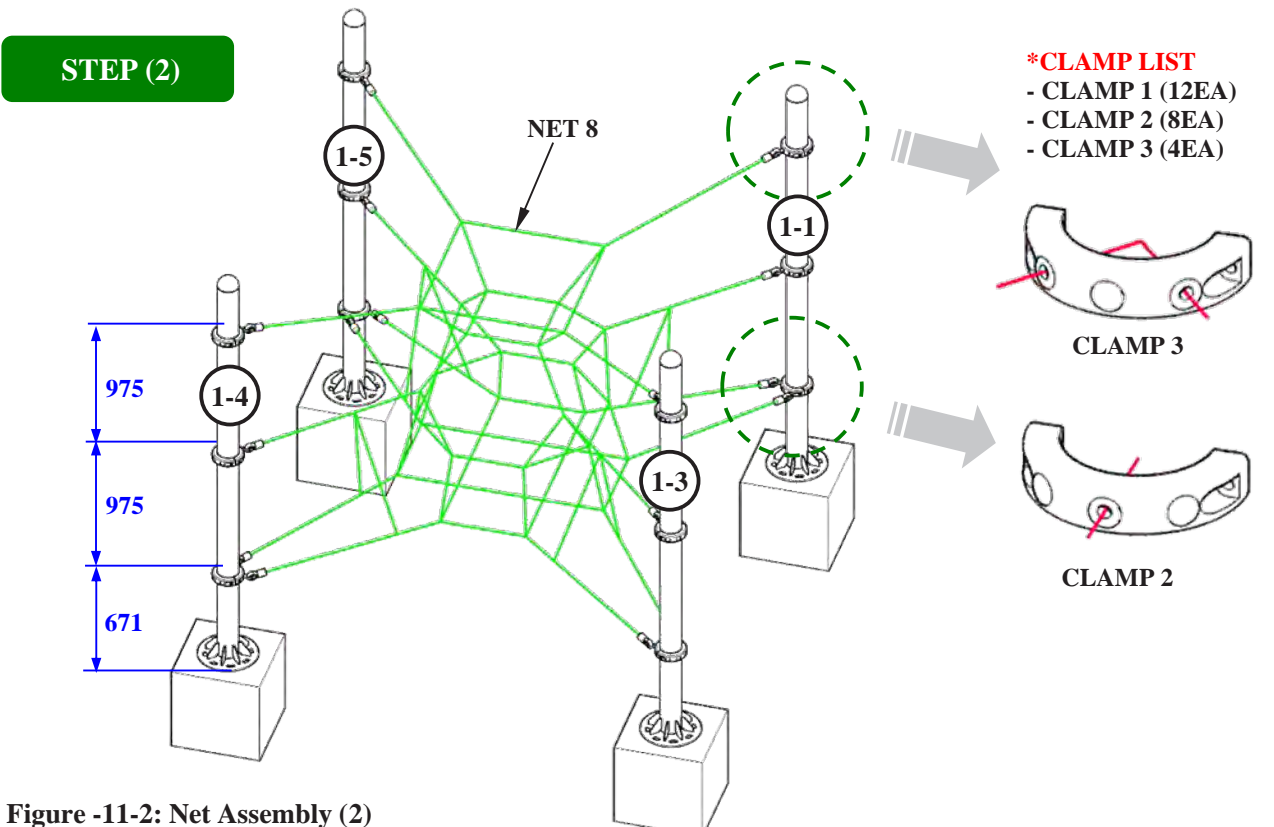 STEP (2)
NET 8
*CLAMP LIST
- CLAMP 1 (12EA)
- CLAMP 2 (8EA)
- CLAMP 3 (4EA)
1-5
1-1
CLAMP 3
975
1-4
1-3
975
CLAMP 2
671
Figure -11-2: Net Assembly (2)